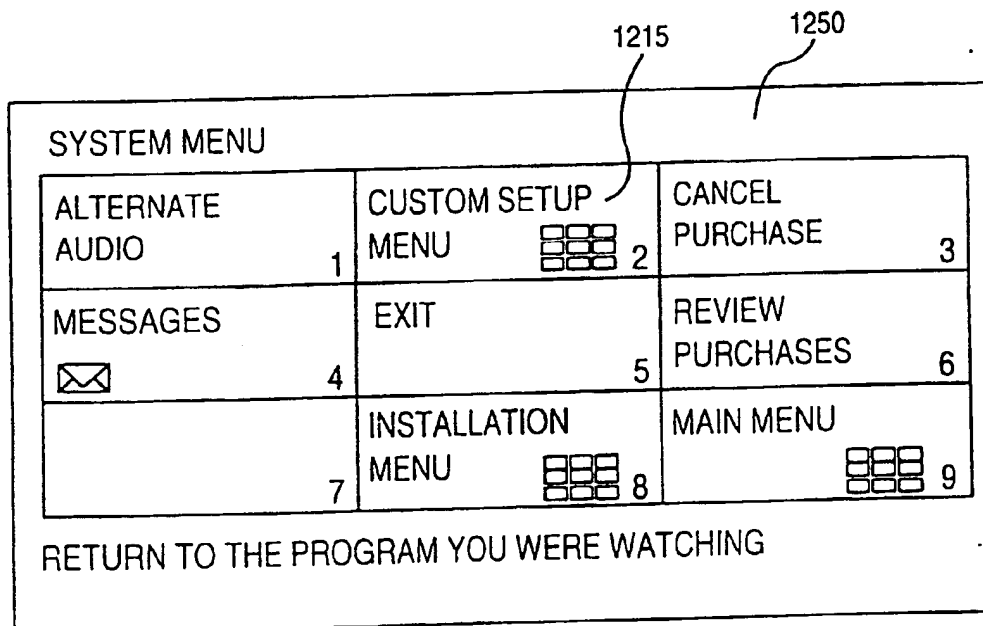 1215
1250
SYSTEM MENU
ALTERNATE
AUDIO
1
CUSTOM SETUP
MENU
2
CANCEL
PURCHASE
3
MESSAGES
4
EXIT
5
REVIEW
PURCHASES
6
7
INSTALLATION
MENU
8
MAIN MENU
9
RETURN TO THE PROGRAM YOU WERE WATCHING